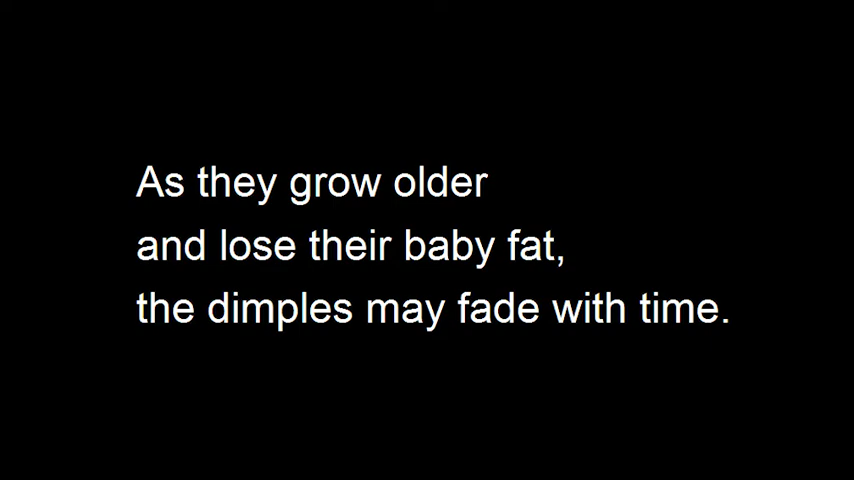 As they grow older
and lose their baby fat,
the dimples may fade with time.